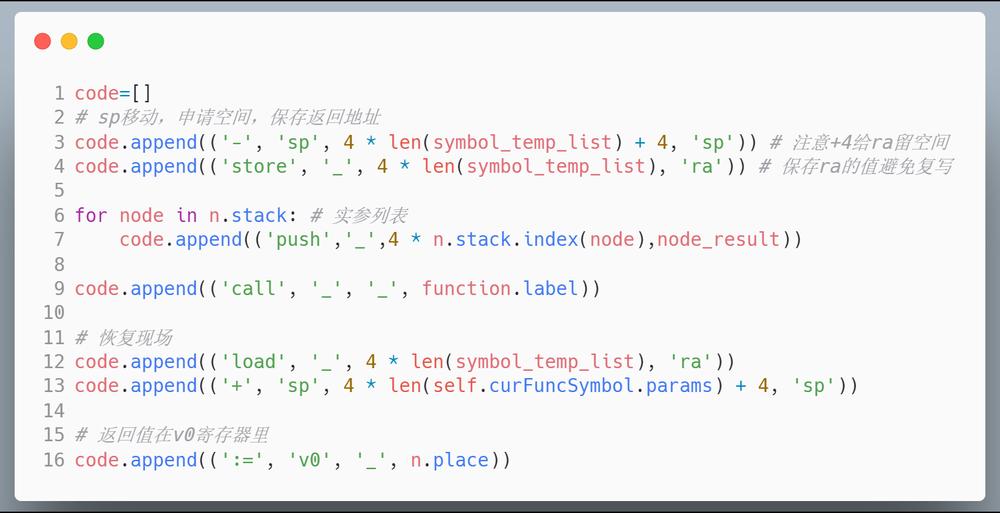 1 code=[]
2 # sp移动，申请空间，保存返回地址
3 code.append(('-', 'sp', 4 * len(symbol_temp_list) + 4, 'sp')) # 注意+4给ra留空间
4 code.append(('store', '_', 4 * len(symbol_temp_list), 'ra')) # 保存ra的值避免复写
5
6 for node in n.stack: # 实参列表
7     code.append(('push','_',4 * n.stack.index(node),node_result))
8
9 code.append(('call', '_', '_', function.label))
10
11 # 恢复现场
12 code.append(('load', '_', 4 * len(symbol_temp_list), 'ra'))
13 code.append(('+', 'sp', 4 * len(self.curFuncSymbol.params) + 4, 'sp'))
14
15 # 返回值在v0寄存器里
16 code.append((':=', 'v0', '_', n.place))